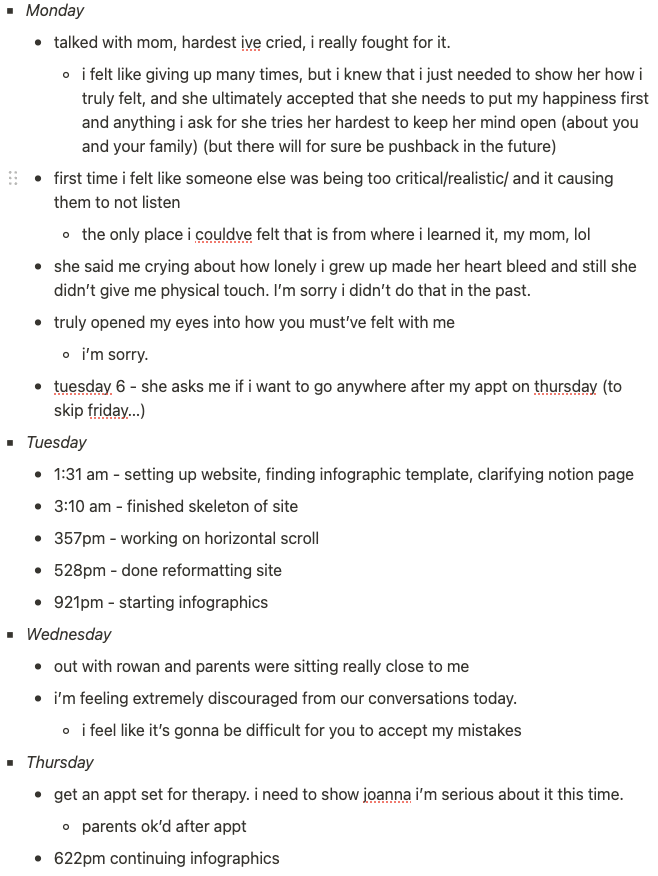 Monday
talked with mom, hardest ive cried, i really fought for it.
i felt like giving up many times, but i knew that i just needed to show her how i
truly felt, and she ultimately accepted that she needs to put my happiness first
and anything i ask for she tries her hardest to keep her mind open (about you
and your family) (but there will for sure be pushback in the future)
first time i felt like someone else was being too critical/realistic/ and it causing
them to not listen
the only place i couldve felt that is from where i learned it, my mom, lol
she said me crying about how lonely i grew up made her heart bleed and still she
didn’t give me physical touch. I’m sorry i didn’t do that in the past.
truly opened my eyes into how you must’ve felt with me
i’m sorry.
tuesday 6 - she asks me if i want to go anywhere after my appt on thursday (to
skip friday...)
Tuesday
1:31 am - setting up website, finding infographic template, clarifying notion page
3:10 am - finished skeleton of site
357pm - working on horizontal scroll
528pm - done reformatting site
921pm - starting infographics
Wednesday
out with rowan and parents were sitting really close to me
i’m feeling extremely discouraged from our conversations today.
i feel like it’s gonna be difficult for you to accept my mistakes
Thursday
get an appt set for therapy. i need to show joanna i’m serious about it this time.
parents ok’d after appt
622pm continuing infographics